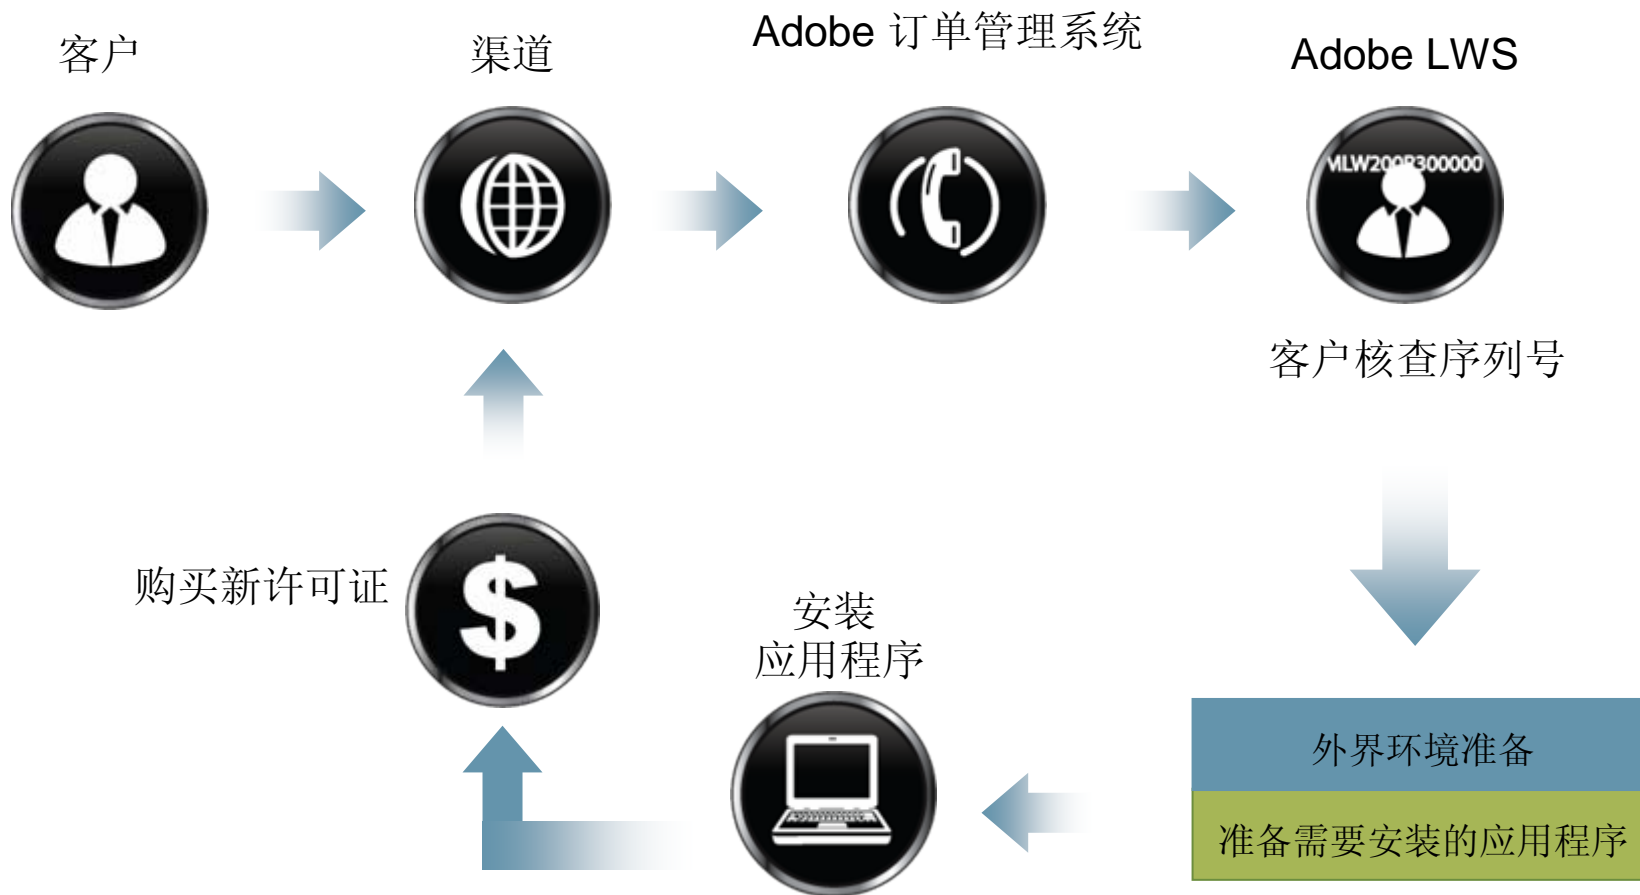 客户
渠道
Adobe 订单管理系统
Adobe LWS
MLW200R300000
客户核查序列号
购买新许可证
安装
应用程序
外界环境准备
准备需要安装的应用程序